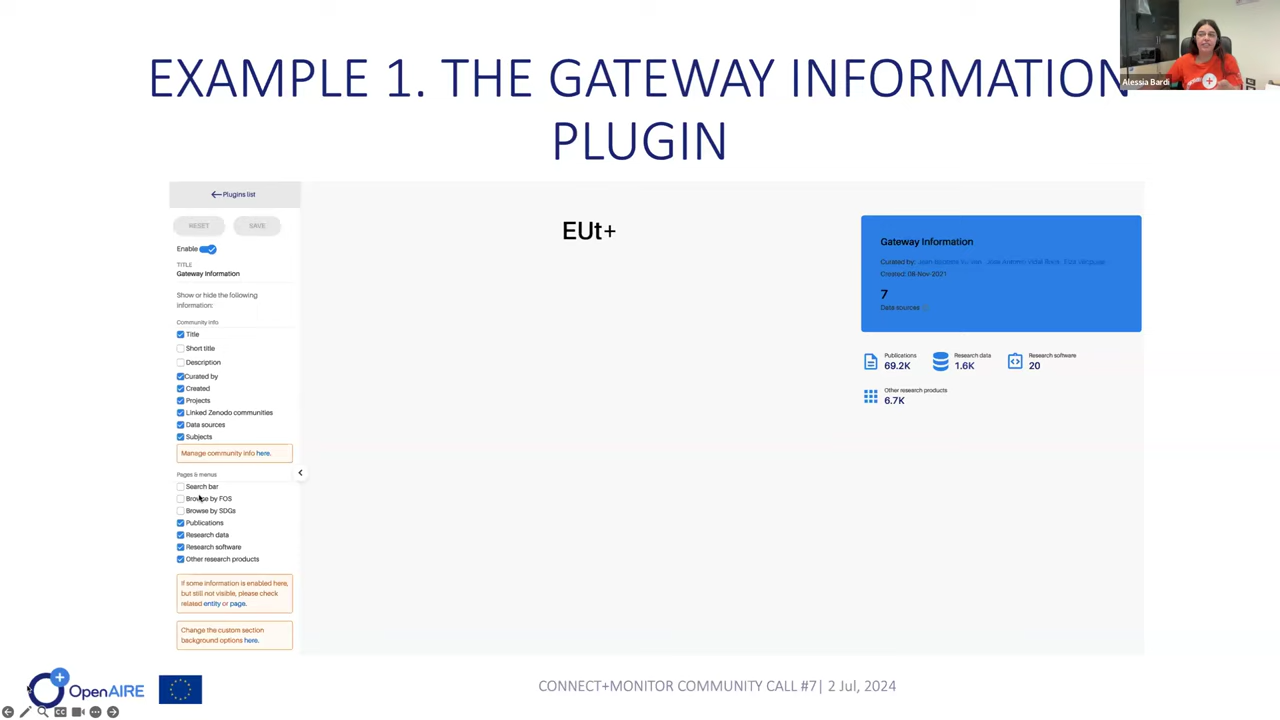 EXAMPLE 1. THE GATEWAY INFORMATION
PLUGIN
Alessia Bardi
Plugins list
RESET SAVE
Enable
TITLE
Gateway Information
Show or hide the following
information:
Community info
Title
Short title
Description
Curated by
Created
Projects
Linked Zenodo communities
Data sources
Subjects
Manage community info here.
Pages & menus
Search bar
Browse by FOS
Browse by SDGs
Publications
Research data
Research software
Other research products
If some information is enabled here,
but still not visible, please check
related entity or page.
Change the custom section
background options here.
EUt+
Gateway Information
Curated by:
Created: 08-Nov-2021
7
Data sources
Publications
69.2K
Research data
1.6K
Research software
20
Other research products
6.7K
OpenAIRE
CONNECT+MONITOR COMMUNITY CALL #7| 2 Jul, 2024